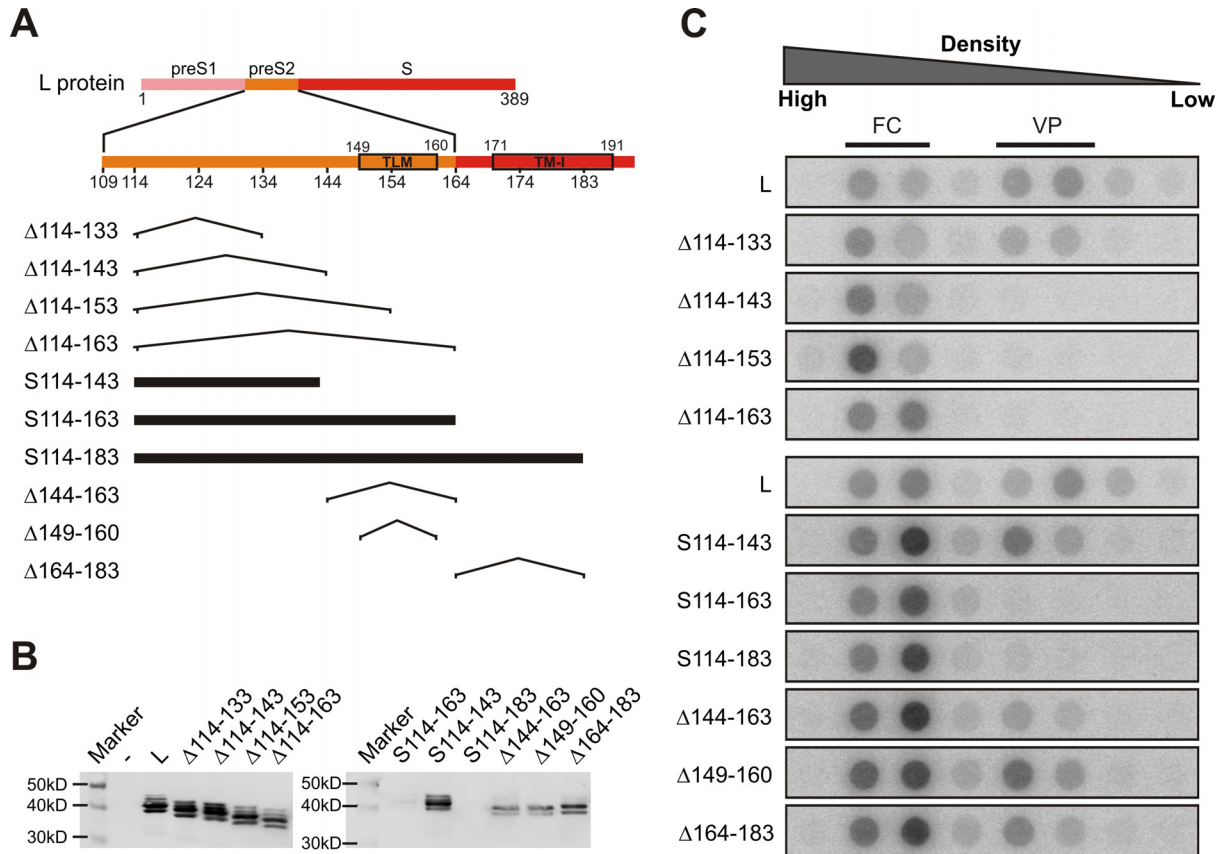 A
L protein
preS1 preS2 S
1 389
149 160 171 191
TLM TM-I
109 114 124 134 144 154 164 174 183
Δ114-133
Δ114-143
Δ114-153
Δ114-163
S114-143
S114-163
S114-183
Δ144-163
Δ149-160
Δ164-183
B
Marker - L Δ114-133 Δ114-143 Δ114-153 Δ114-163
50kD
40kD
30kD
Marker S114-163 S114-143 S114-183 Δ144-163 Δ149-160 Δ164-183
50kD
40kD
30kD
C
Density
High Low
FC VP
L
Δ114-133
Δ114-143
Δ114-153
Δ114-163
L
S114-143
S114-163
S114-183
Δ144-163
Δ149-160
Δ164-183